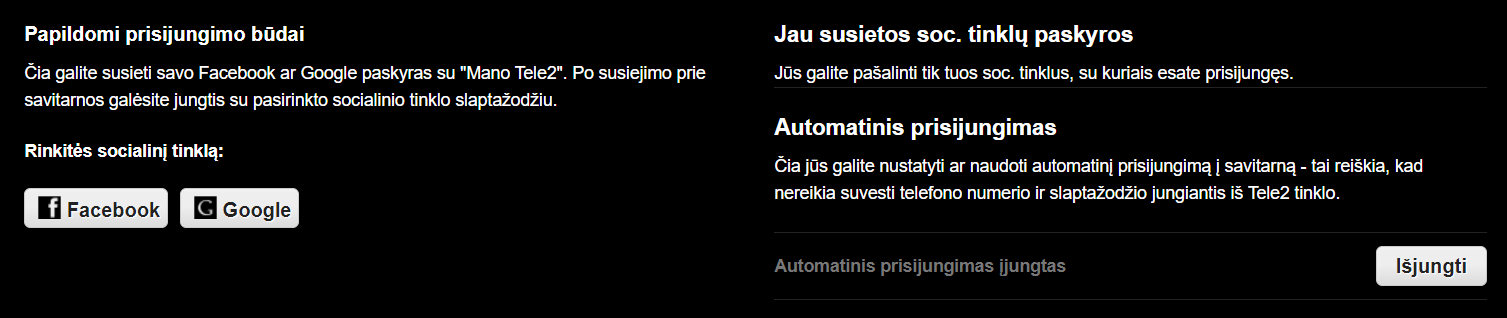 Papildomi prisijungimo būdai
Čia galite susieti savo Facebook ar Google paskyras su "Mano Tele2". Po susiejimo prie
savitarnos galėsite jungtis su pasirinkto socialinio tinklo slaptažodžiu.
Rinkitės socialinį tinklą:
Facebook
Google
Jau susietos soc. tinklų paskyros
Jūs galite pašalinti tik tuos soc. tinklus, su kuriais esate prisijungęs.
Automatinis prisijungimas
Čia jūs galite nustatyti ar naudoti automatinį prisijungimą į savitarną - tai reiškia, kad
nereikia suvesti telefono numerio ir slaptažodžio jungiantis iš Tele2 tinklo.
Automatinis prisijungimas įjungtas
Išjungti